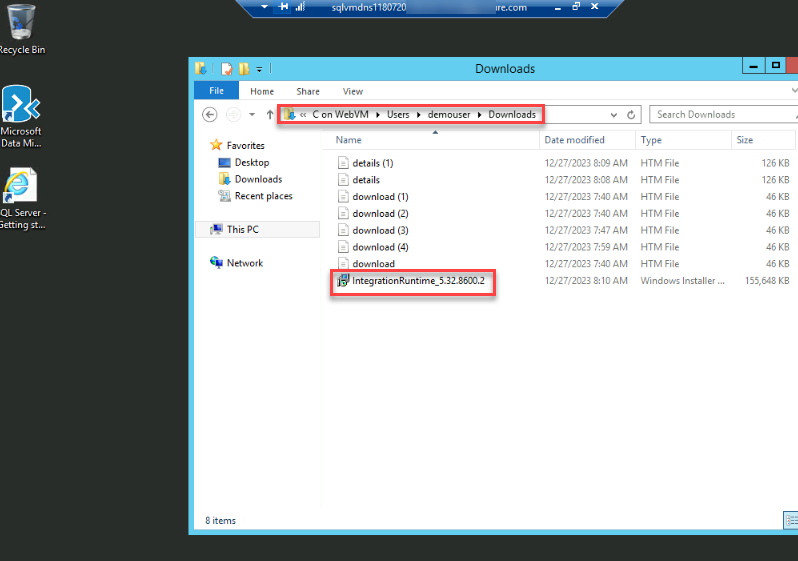 sqlvmdns1180720 re.com
Recycle Bin
Microsoft
Data Mi...
QL Server -
Getting st...
Downloads
File Home Share View
« C on WebVM Users demouser Downloads
Search Downloads
Favorites
Desktop
Downloads
Recent places
This PC
Network
Name Date modified Type Size
details (1) 12/27/2023 8:09 AM HTM File 126 KB
details 12/27/2023 8:08 AM HTM File 126 KB
download (1) 12/27/2023 7:40 AM HTM File 46 KB
download (2) 12/27/2023 7:40 AM HTM File 46 KB
download (3) 12/27/2023 7:47 AM HTM File 46 KB
download (4) 12/27/2023 7:59 AM HTM File 46 KB
download 12/27/2023 7:40 AM HTM File 46 KB
IntegrationRuntime_5.32.8600.2 12/27/2023 8:10 AM Windows Installer ... 155,648 KB
8 items